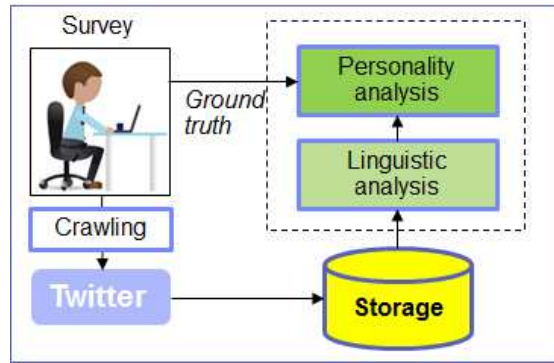 Survey
Personality
analysis
Ground
truth
Linguistic
analysis
Crawling
Twitter
Storage